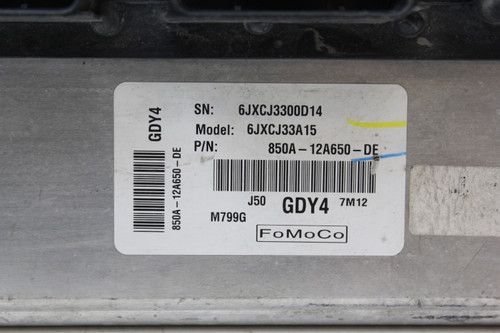 SN: 6JXCJ3300D14
Model: 6JXCJ33A15
P/N: 850A-12A650-DE
J50 GDY4 7M12
M799G
FoMoCo
GDY4
850A-12A650-DE